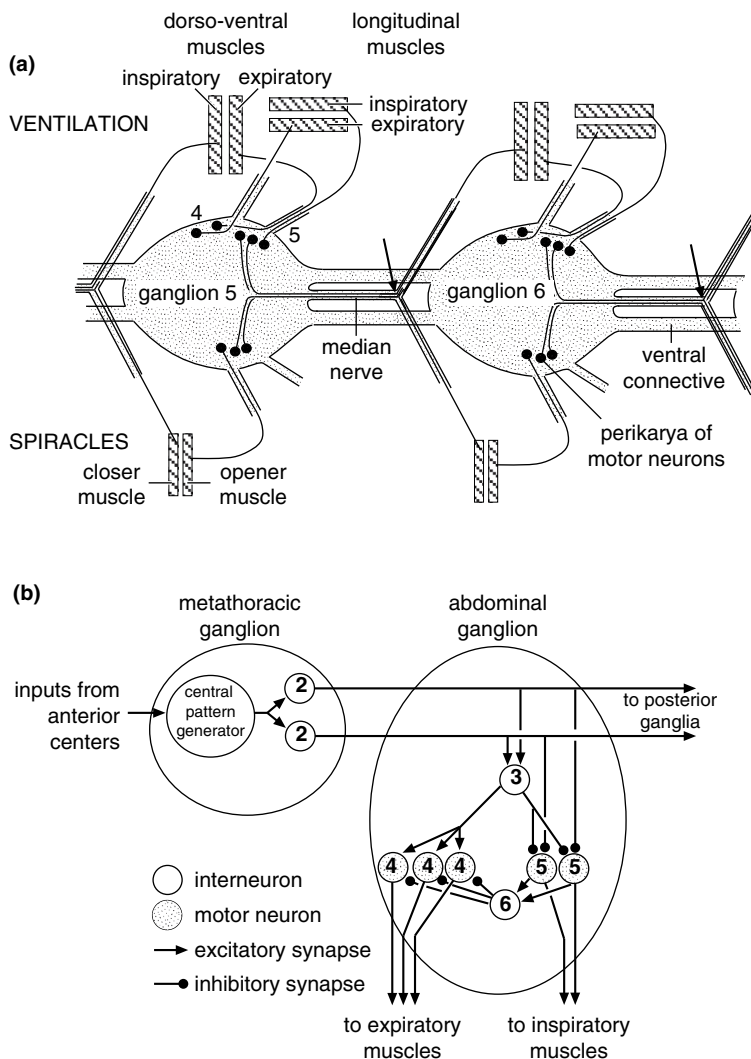 dorso-ventral
muscles
longitudinal
muscles
(a)
inspiratory
expiratory
inspiratory
expiratory
VENTILATION
4
5
ganglion 5
ganglion 6
median
nerve
ventral
connective
SPIRACLES
closer
muscle
opener
muscle
perikarya of
motor neurons
(b)
metathoracic
ganglion
abdominal
ganglion
inputs from
anterior
centers
central
pattern
generator
2
2
to posterior
ganglia
3
4
4
4
5
5
6
interneuron
motor neuron
excitatory synapse
inhibitory synapse
to expiratory
muscles
to inspiratory
muscles